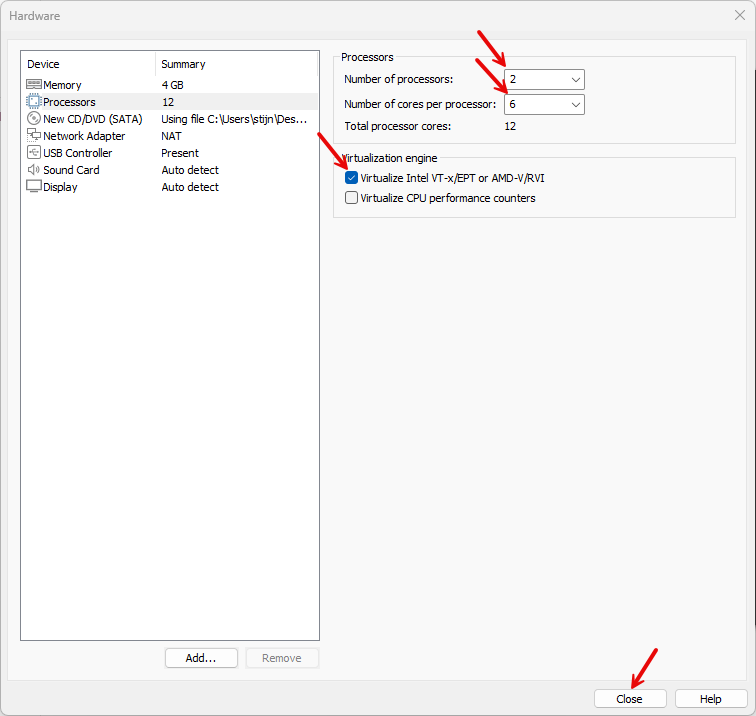 Hardware
Device Summary
Memory 4 GB
Processors 12
New CD/DVD (SATA) Using file C:\Users\stijn\Des...
Network Adapter NAT
USB Controller Present
Sound Card Auto detect
Display Auto detect
Add... Remove
Processors
Number of processors: 2
Number of cores per processor: 6
Total processor cores: 12
Virtualization engine
Virtualize Intel VT-x/EPT or AMD-V/RVI
Virtualize CPU performance counters
Close Help